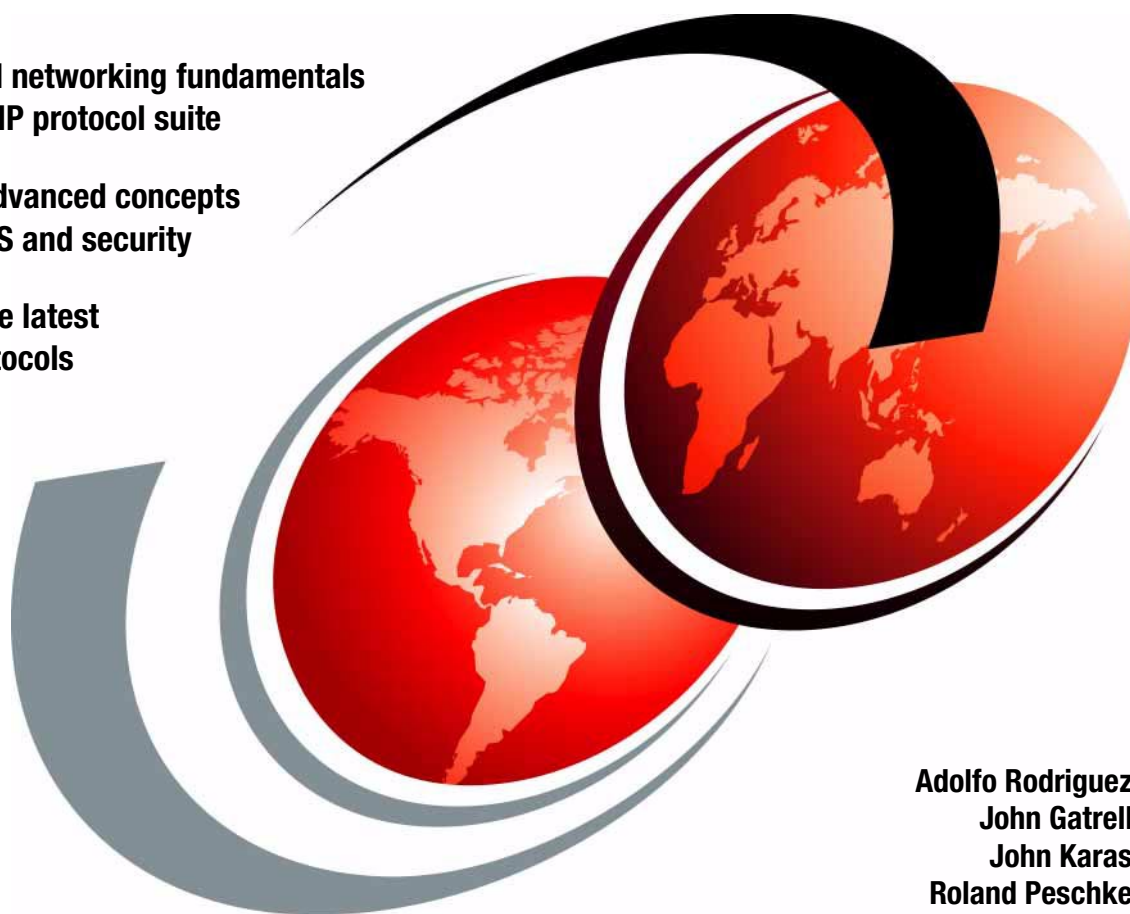 networking fundamentals
IP protocol suite
dvanced concepts
S and security
e latest
tocols
Adolfo Rodriguez
John Gatrell
John Karas
Roland Peschke